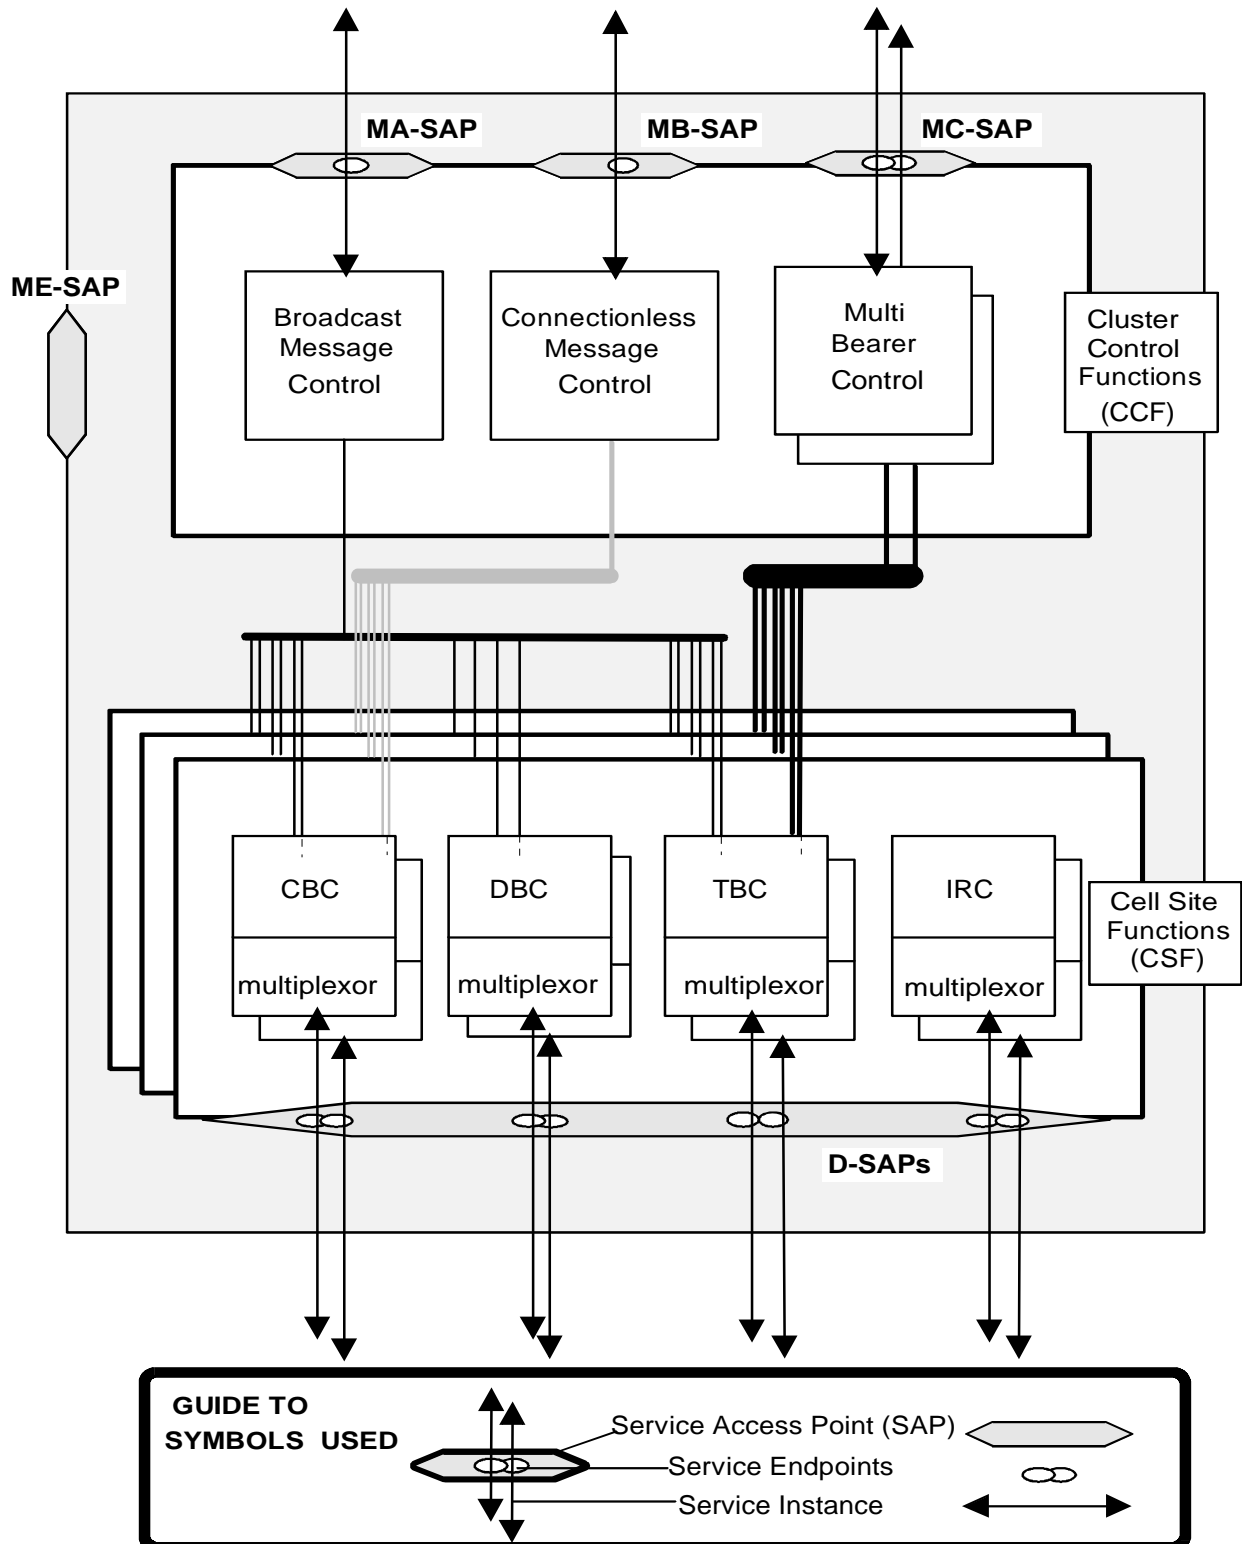 MA-SAP
MB-SAP
MC-SAP
ME-SAP
Broadcast
Message
Control
Connectionless
Message
Control
Multi
Bearer
Control
Cluster
Control
Functions
(CCF)
CBC
multiplexor
DBC
multiplexor
TBC
multiplexor
IRC
multiplexor
Cell Site
Functions
(CSF)
D-SAPs
GUIDE TO
SYMBOLS USED
Service Access Point (SAP)
Service Endpoints
Service Instance